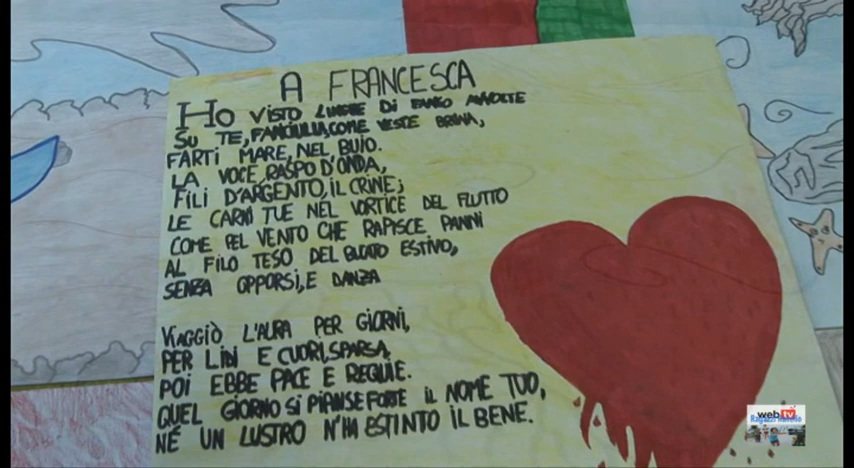 A FRANCESCA
HO VISTO DI AVVOLTE
SU TE, FANCIULLA, COME VESTE BRINA,
FARTI MARE, NEL BUIO.
LA VOCE, RASPO D'ONDA,
FILI D'ARGENTO, IL CRINE;
LE CARNI TUE NEL VORTICE DEL FLUTTO
COME PEL VENTO CHE RAPISCE PANNI
AL FILO TESO DEL BUCATO ESTIVO,
SENZA OPPORSI, E DANZA
VIAGGIÒ L'AURA PER GIORNI,
PER LIDI E CUORI, SPARSA,
POI EBBE PACE E REQUIE.
QUEL GIORNO SI PIANSE FORTE IL NOME TUO,
NÉ UN LUSTRO N'HA ESTINTO IL BENE.
web tv
Ragazzi